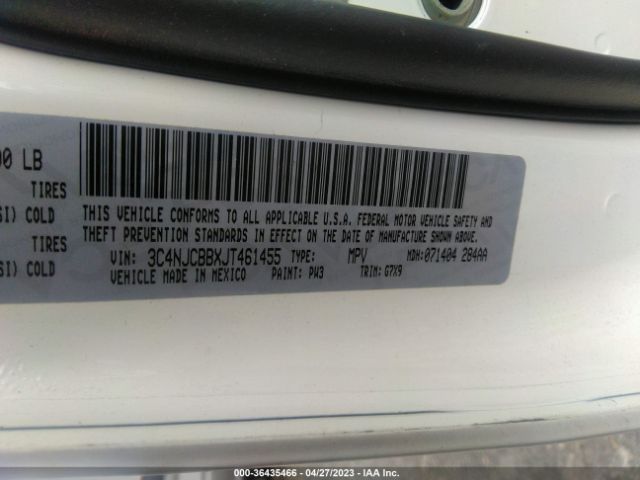 00 LB
TIRES
SI) COLD
TIRES
SI) COLD
THIS VEHICLE CONFORMS TO ALL APPLICABLE U.S.A. FEDERAL MOTOR VEHICLE SAFETY AND
THEFT PREVENTION STANDARDS IN EFFECT ON THE DATE OF MANUFACTURE SHOWN ABOVE.
VIN: 3C4NJCBBXJT461455 TYPE: MPV MDH:071404 284AA
VEHICLE MADE IN MEXICO PAINT: PW3 TRIM: G7X9
000-36435466 - 04/27/2023 - IAA Inc.